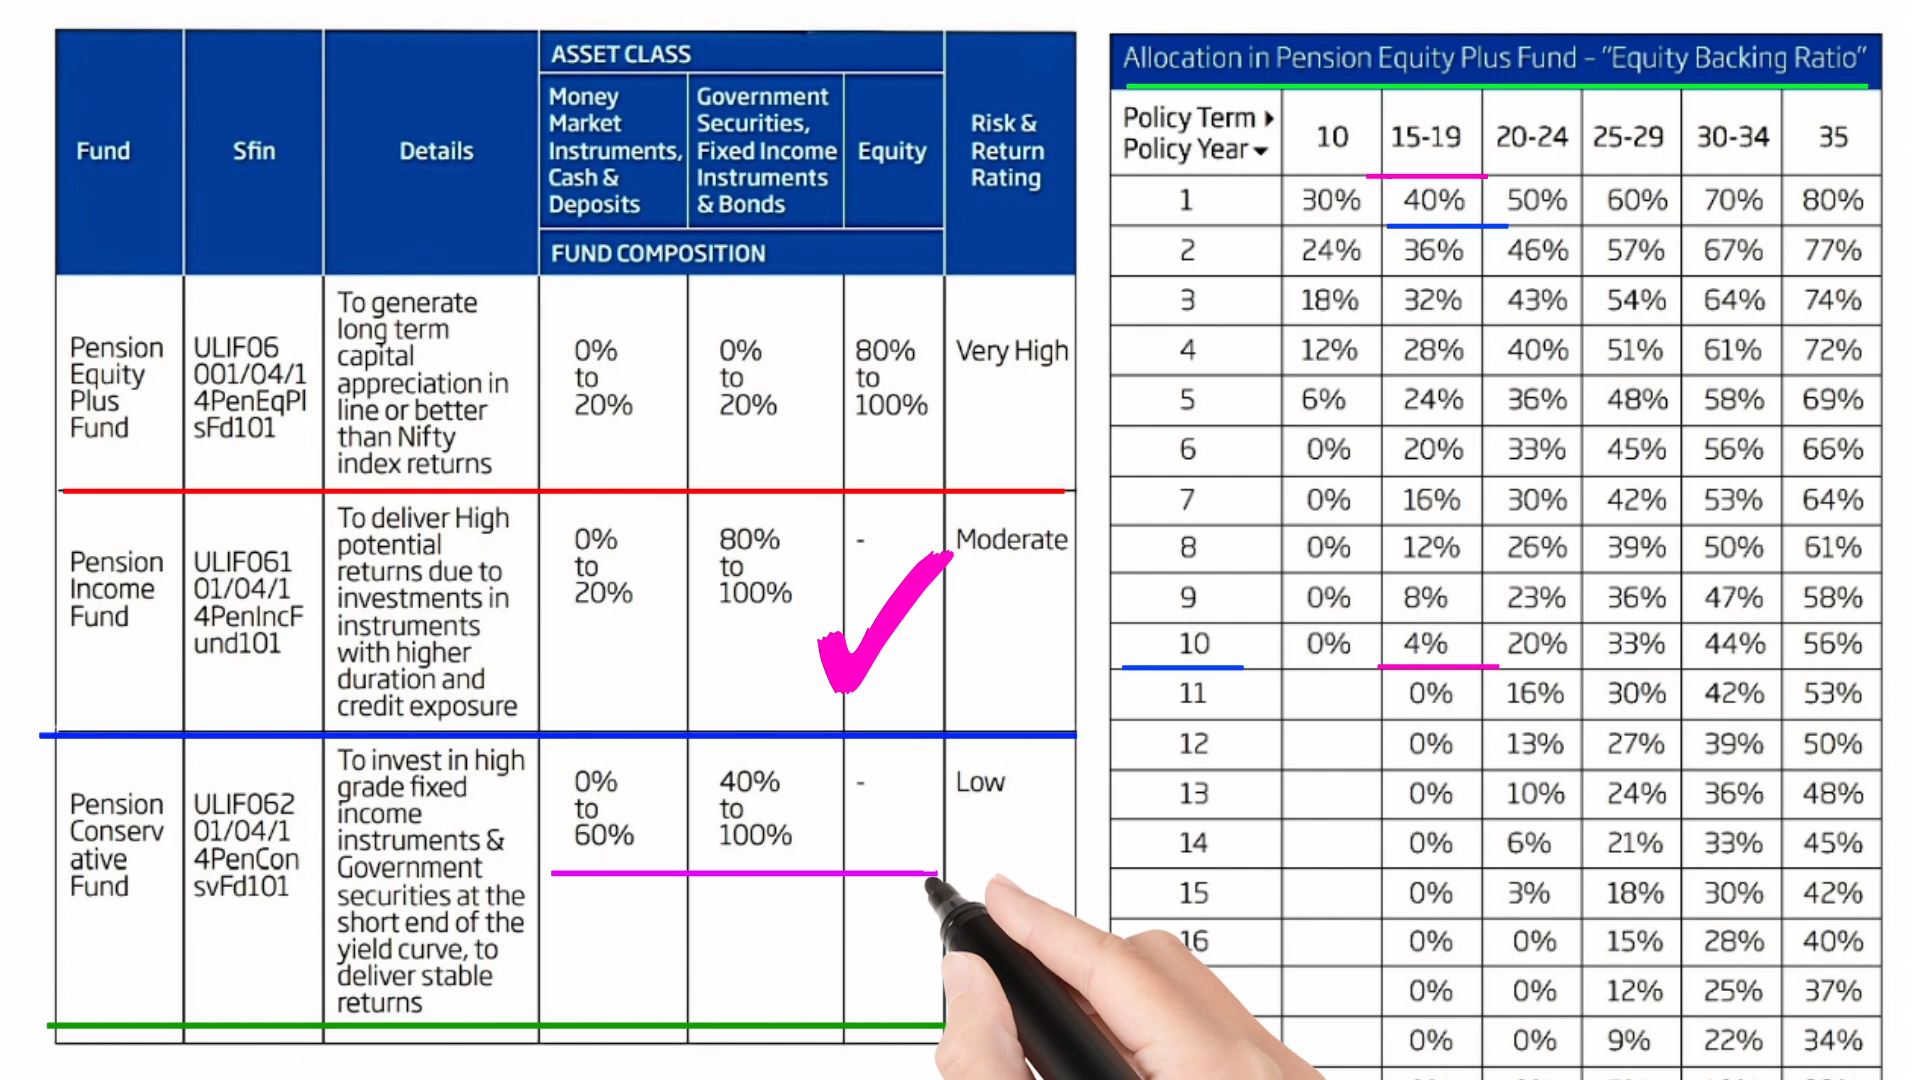 Fund
Sfin
Details
ASSET CLASS
Money
Market
Instruments,
Cash &
Deposits
Government
Securities,
Fixed Income
Instruments
& Bonds
Equity
FUND COMPOSITION
Risk &
Return
Rating
Pension
Equity
Plus
Fund
ULIF06
001/04/1
4PenEqPl
sFd101
To generate
long term
capital
appreciation in
line or better
than Nifty
index returns
0%
to
20%
0%
to
20%
80%
to
100%
Very High
Pension
Income
Fund
ULIF061
01/04/1
4PenIncF
und101
To deliver High
potential
returns due to
investments in
instruments
with higher
duration and
credit exposure
0%
to
20%
80%
to
100%
-
Moderate
Pension
Conserv
ative
Fund
ULIF062
01/04/1
4PenCon
svFd101
To invest in high
grade fixed
income
instruments &
Government
securities at the
short end of the
yield curve, to
deliver stable
returns
0%
to
60%
40%
to
100%
-
Low
Allocation in Pension Equity Plus Fund – "Equity Backing Ratio"
Policy Term
Policy Year
10 15-19 20-24 25-29 30-34 35
1 30% 40% 50% 60% 70% 80%
2 24% 36% 46% 57% 67% 77%
3 18% 32% 43% 54% 64% 74%
4 12% 28% 40% 51% 61% 72%
5 6% 24% 36% 48% 58% 69%
6 0% 20% 33% 45% 56% 66%
7 0% 16% 30% 42% 53% 64%
8 0% 12% 26% 39% 50% 61%
9 0% 8% 23% 36% 47% 58%
10 0% 4% 20% 33% 44% 56%
11 0% 16% 30% 42% 53%
12 0% 13% 27% 39% 50%
13 0% 10% 24% 36% 48%
14 0% 6% 21% 33% 45%
15 0% 3% 18% 30% 42%
16 0% 0% 15% 28% 40%
0% 0% 12% 25% 37%
0% 0% 9% 22% 34%